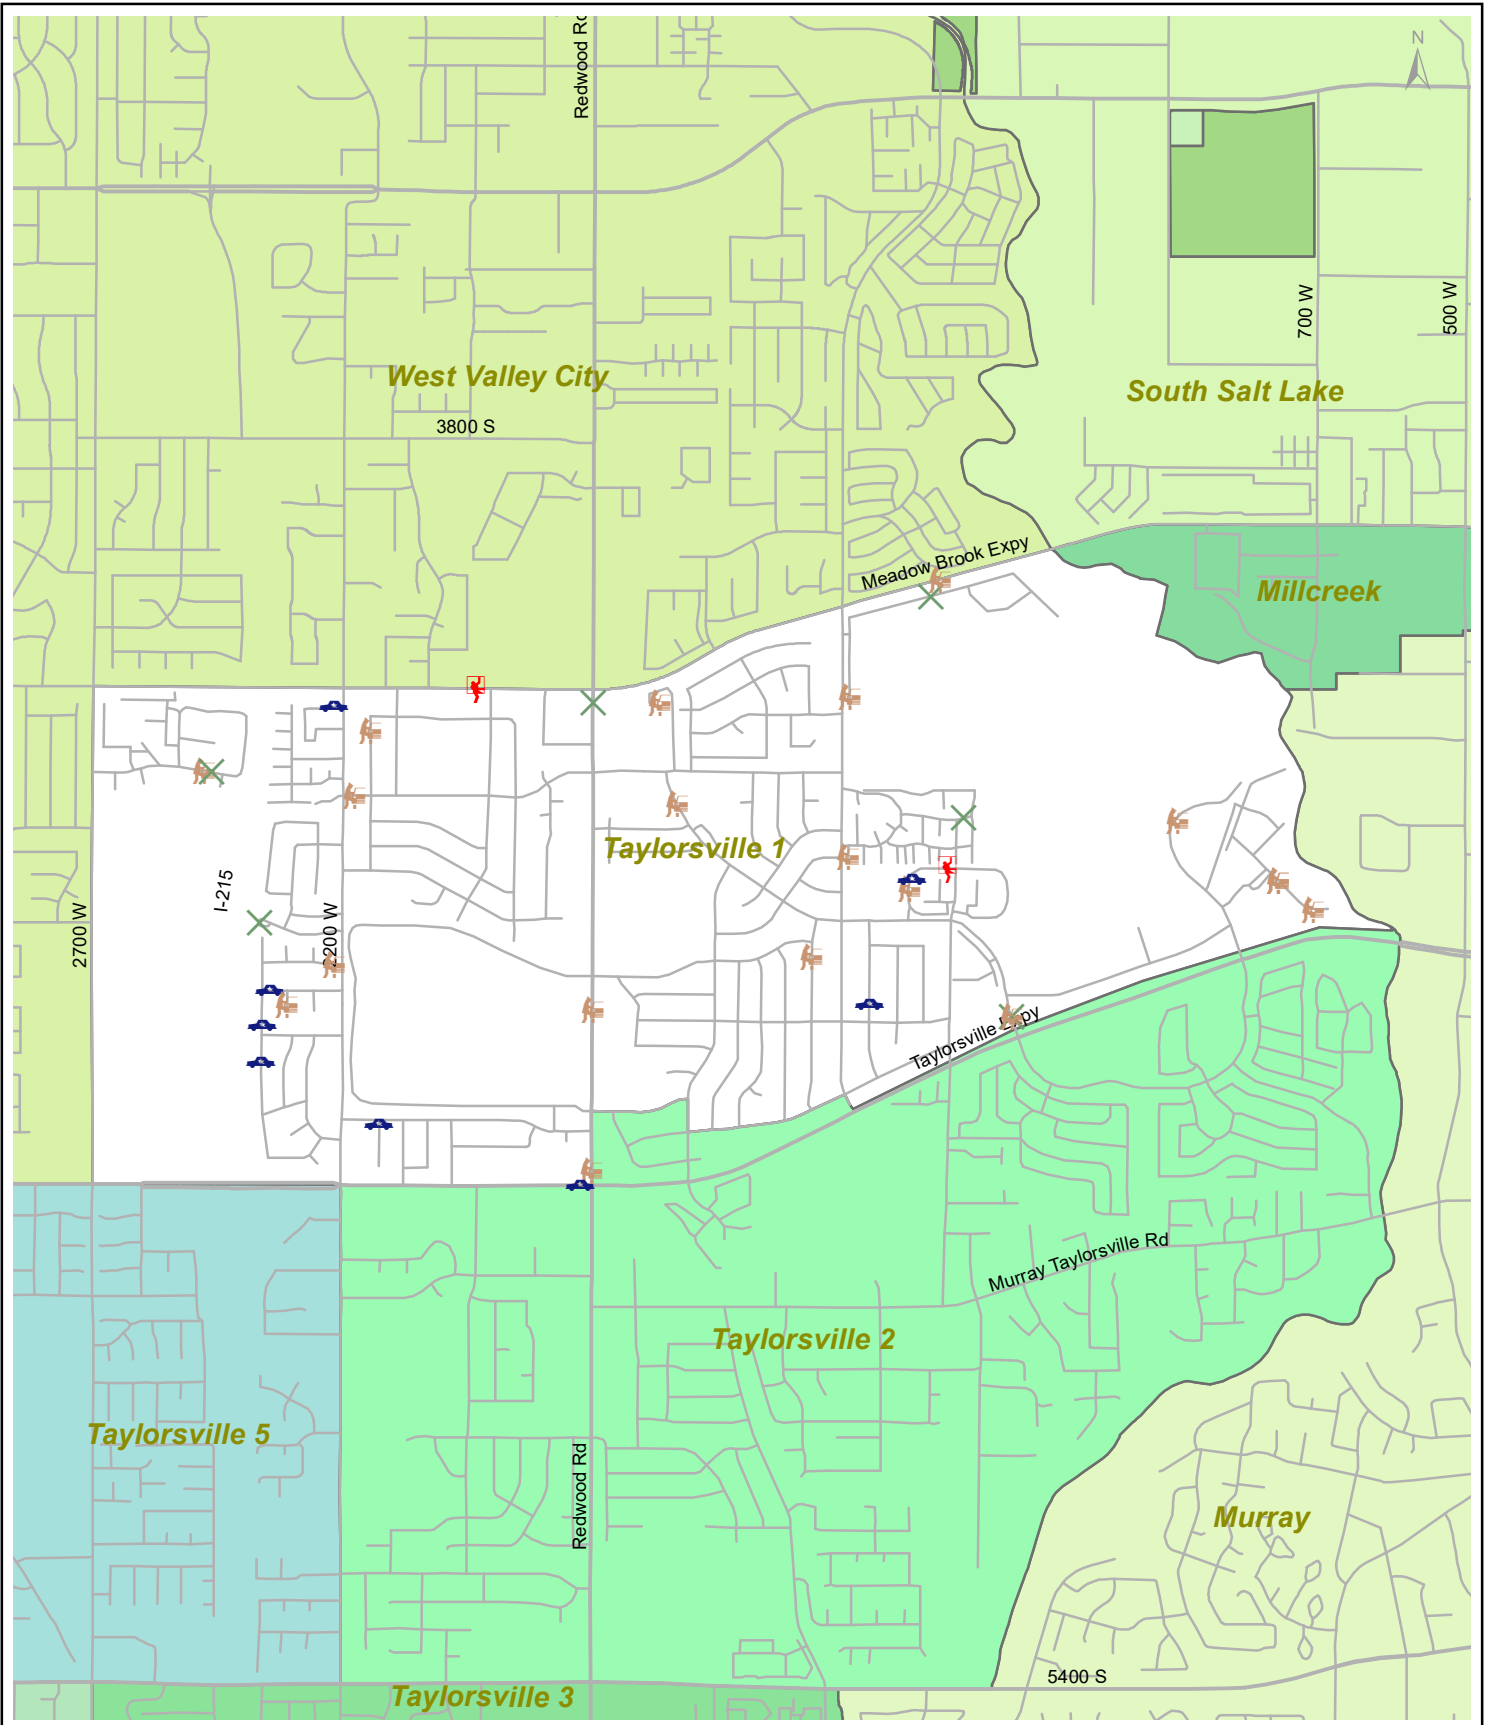 Redwood Rd
N
700 W
500 W
West Valley City
South Salt Lake
3800 S
Meadow Brook Expy
Millcreek
Taylorsville 1
I-215
2700 W
2200 W
Taylorsville Expy
Murray Taylorsville Rd
Taylorsville 2
Taylorsville 5
Redwood Rd
Murray
5400 S
Taylorsville 3